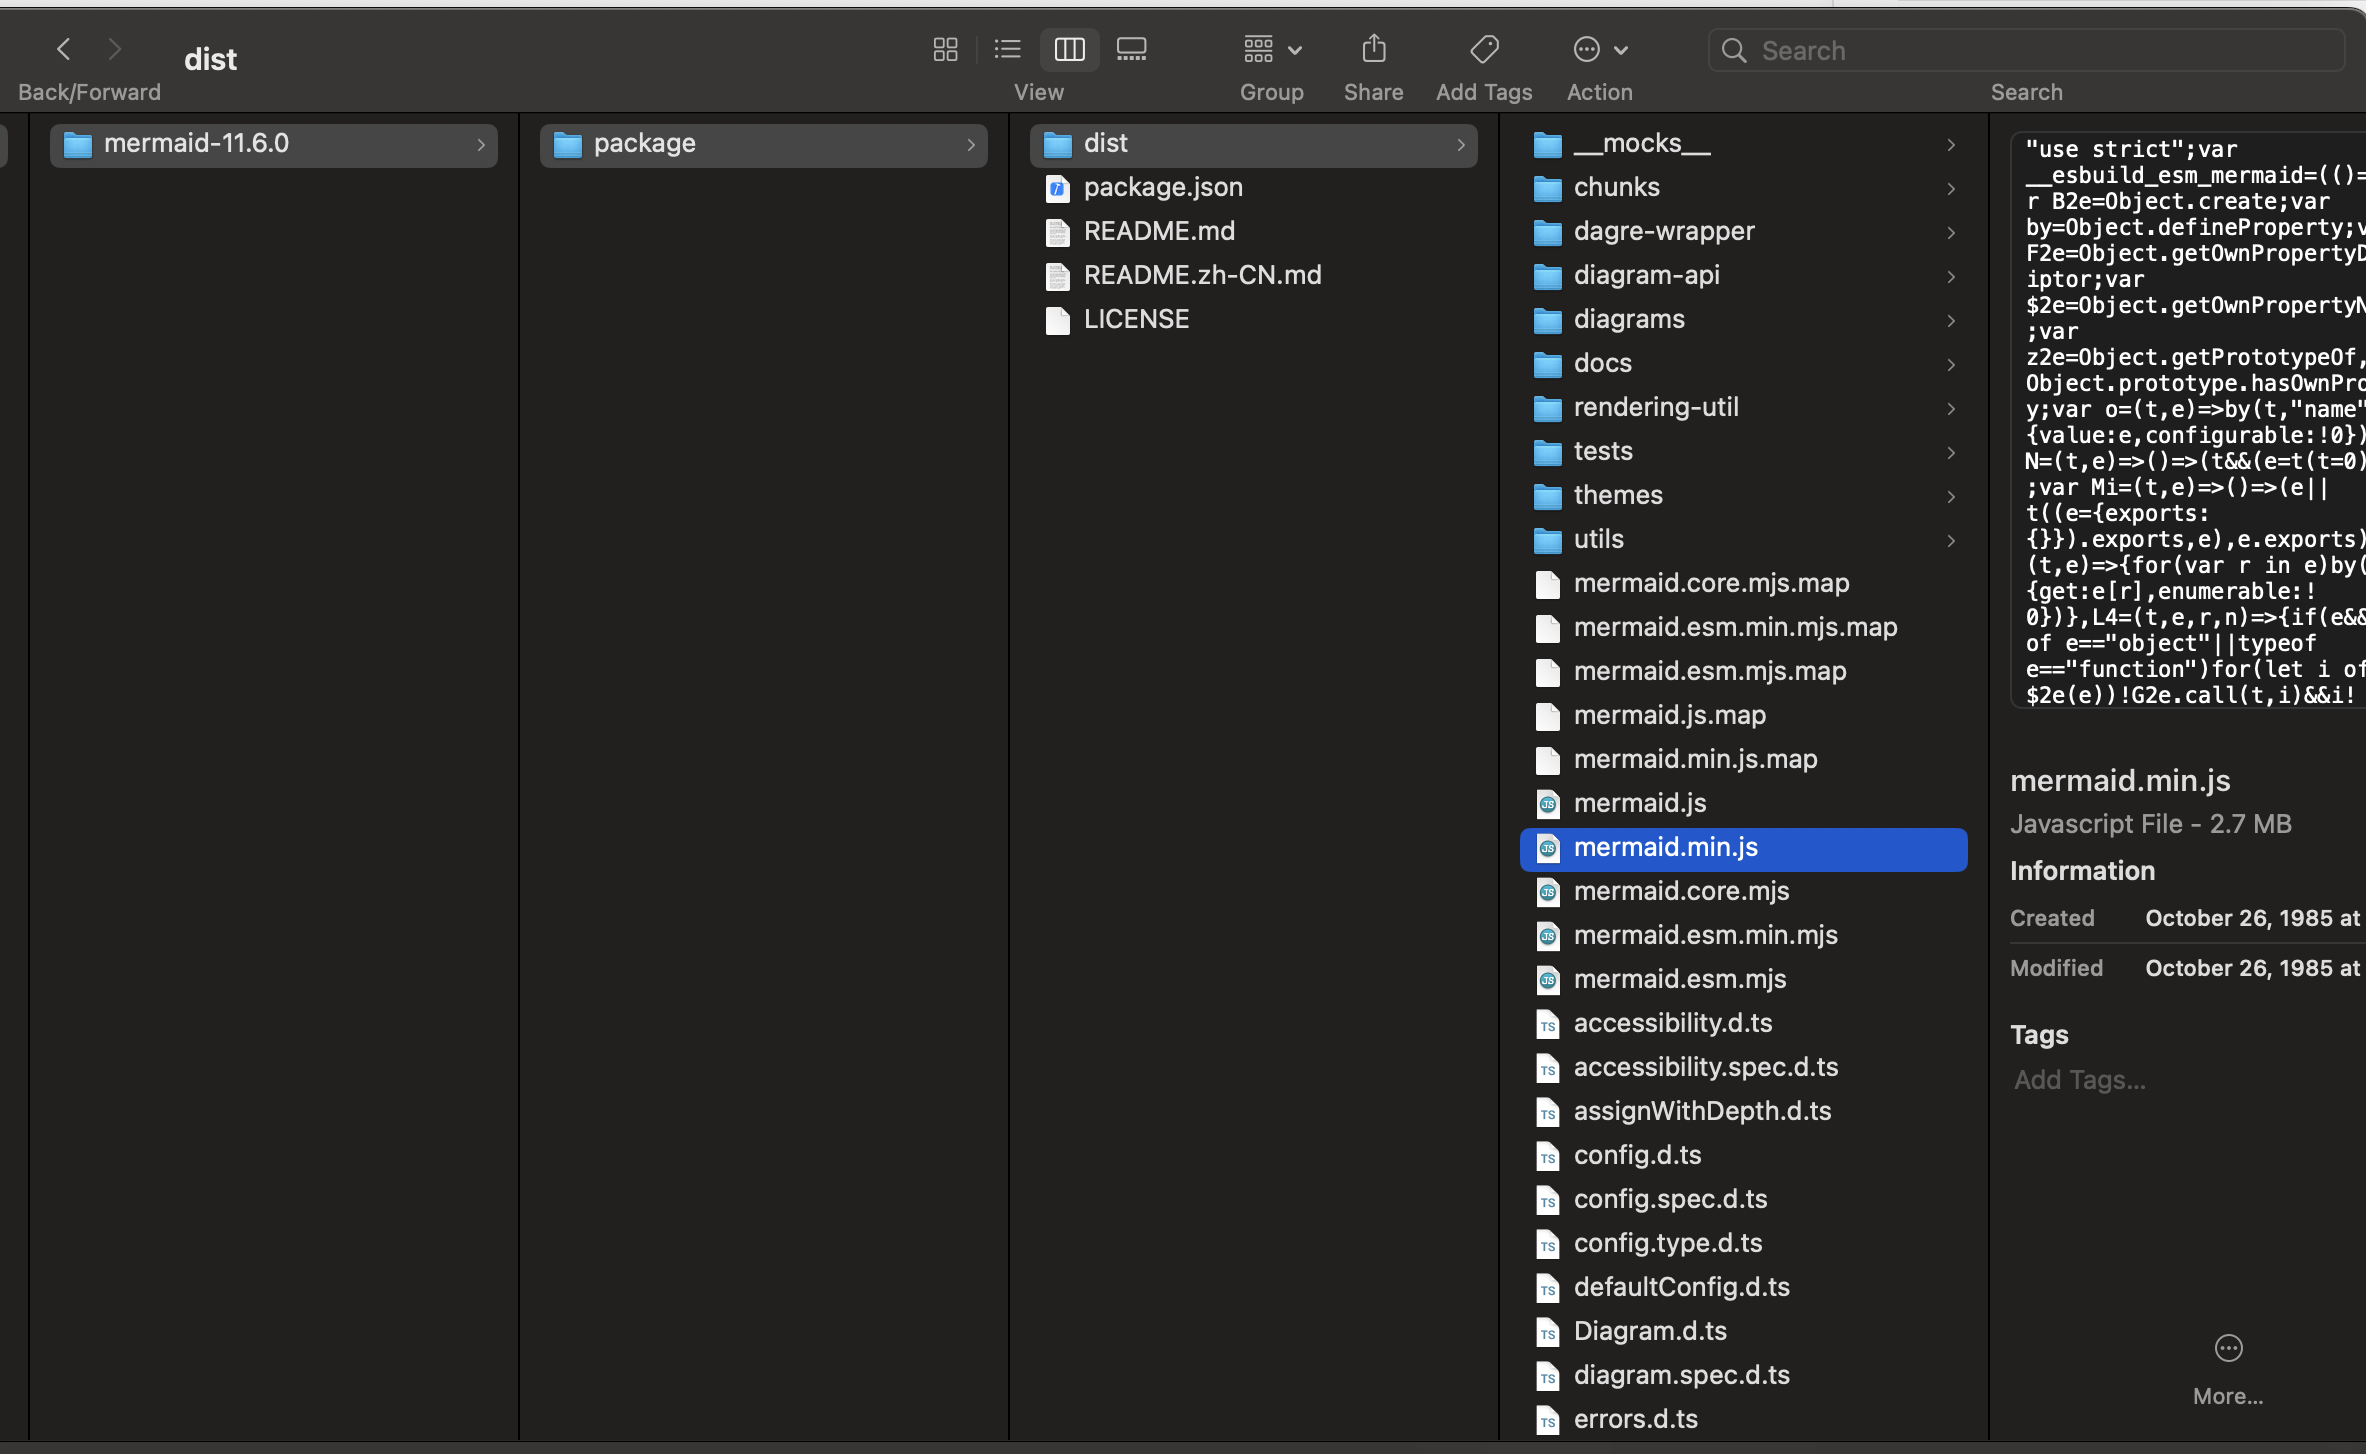 dist
Back/Forward
View
Group
Share
Add Tags
Action
Search
Search
mermaid-11.6.0
package
dist
package.json
README.md
README.zh-CN.md
LICENSE
__mocks__
chunks
dagre-wrapper
diagram-api
diagrams
docs
rendering-util
tests
themes
utils
mermaid.core.mjs.map
mermaid.esm.min.mjs.map
mermaid.esm.mjs.map
mermaid.js.map
mermaid.min.js.map
mermaid.js
mermaid.min.js
mermaid.core.mjs
mermaid.esm.min.mjs
mermaid.esm.mjs
accessibility.d.ts
accessibility.spec.d.ts
assignWithDepth.d.ts
config.d.ts
config.spec.d.ts
config.type.d.ts
defaultConfig.d.ts
Diagram.d.ts
diagram.spec.d.ts
errors.d.ts
"use strict";var
__esbuild_esm_mermaid=(()=
r B2e=Object.create;var
by=Object.defineProperty;v
F2e=Object.getOwnPropertyD
iptor;var
$2e=Object.getOwnPropertyN
;var
z2e=Object.getPrototypeOf,
Object.prototype.hasOwnPro
y;var o=(t,e)=>by(t,"name"
{value:e,configurable:!0})
N=(t,e)=>()=>(t&&(e=t(t=0)
;var Mi=(t,e)=>()=>(e||
t((e={exports:
{}}).exports,e),e.exports)
(t,e)=>{for(var r in e)by(
{get:e[r],enumerable:!
0})},L4=(t,e,r,n)=>{if(e&&
of e=="object"||typeof
e=="function")for(let i of
$2e(e))!G2e.call(t,i)&&i!
mermaid.min.js
Javascript File - 2.7 MB
Information
Created October 26, 1985 at
Modified October 26, 1985 at
Tags
Add Tags...
More...